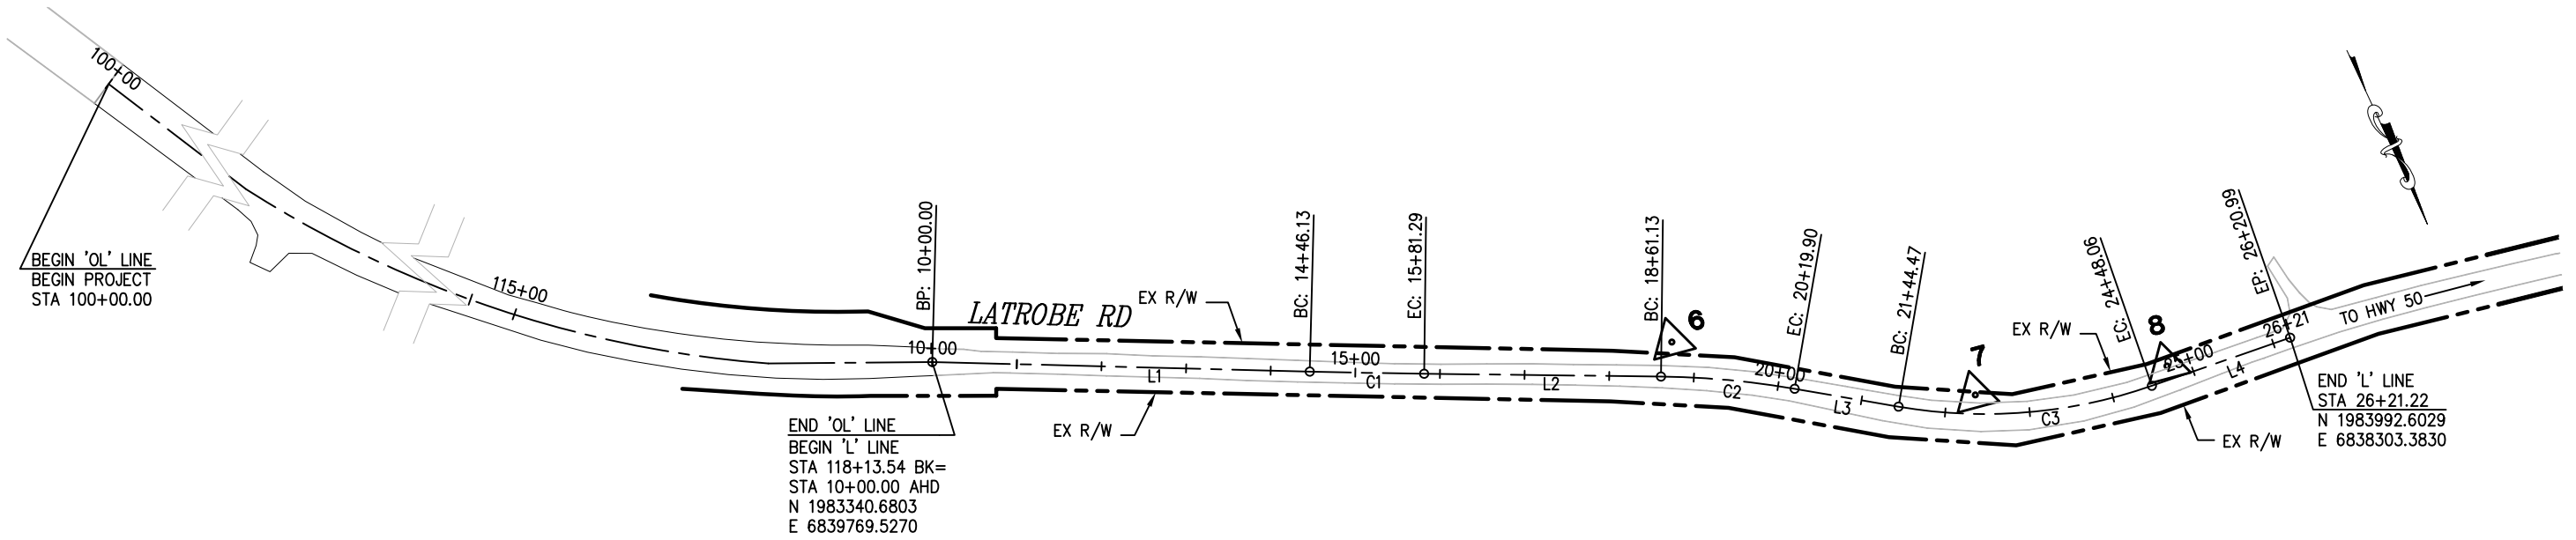 100+00
BEGIN 'OL' LINE
BEGIN PROJECT
STA 100+00.00
115+00
BP: 10+00.00
10+00
LATROBE RD
END 'OL' LINE
BEGIN 'L' LINE
STA 118+13.54 BK=
STA 10+00.00 AHD
N 1983340.6803
E 6839769.5270
EX R/W
L1
EX R/W
BC: 14+46.13
15+00
C1
EC: 15+81.29
L2
BC: 18+61.13
6
C2
20+00
EC: 20+19.90
L3
BC: 21+44.47
7
C3
EX R/W
EC: 24+48.06
8
25+00
L4
EX R/W
EP: 26+20.99
26+21
TO HWY 50
END 'L' LINE
STA 26+21.22
N 1983992.6029
E 6838303.3830